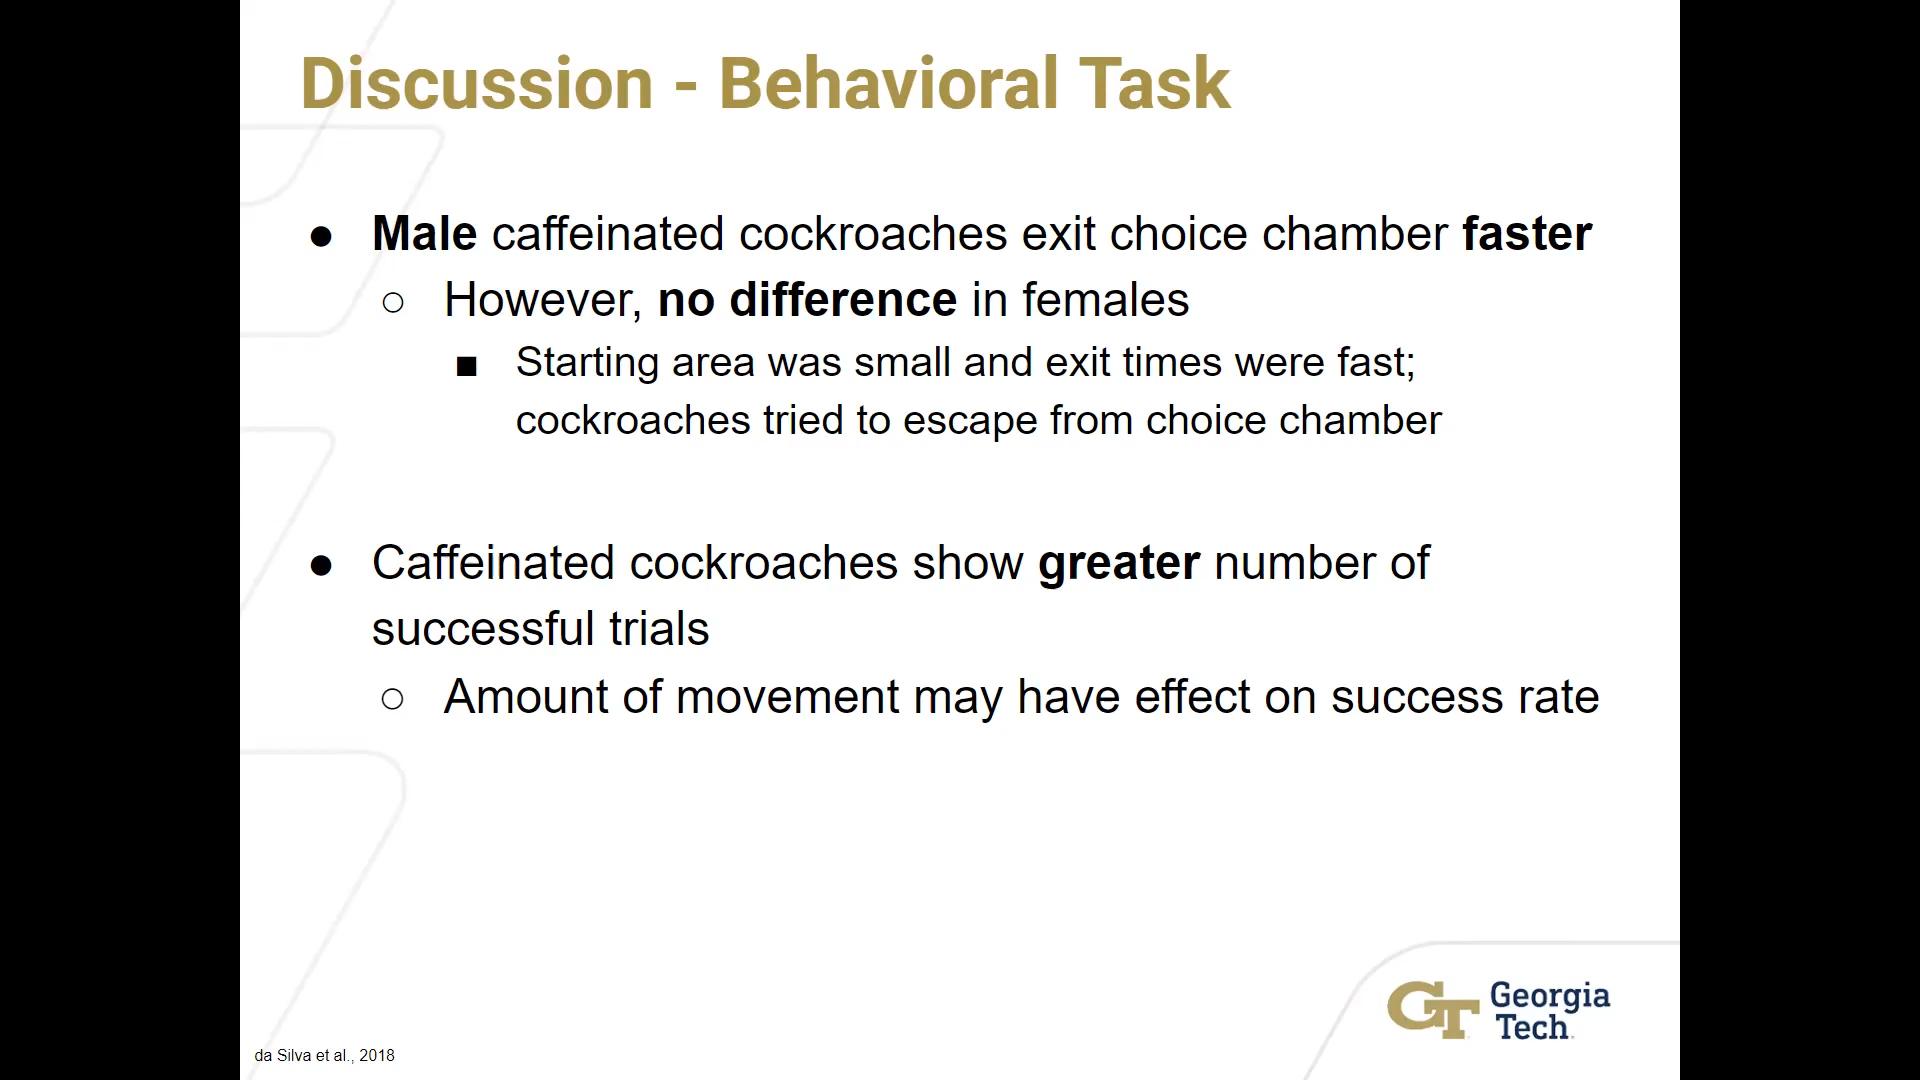 Discussion - Behavioral Task
● Male caffeinated cockroaches exit choice chamber faster
○ However, no difference in females
■ Starting area was small and exit times were fast;
cockroaches tried to escape from choice chamber
● Caffeinated cockroaches show greater number of
successful trials
○ Amount of movement may have effect on success rate
GT Georgia
Tech
da Silva et al., 2018